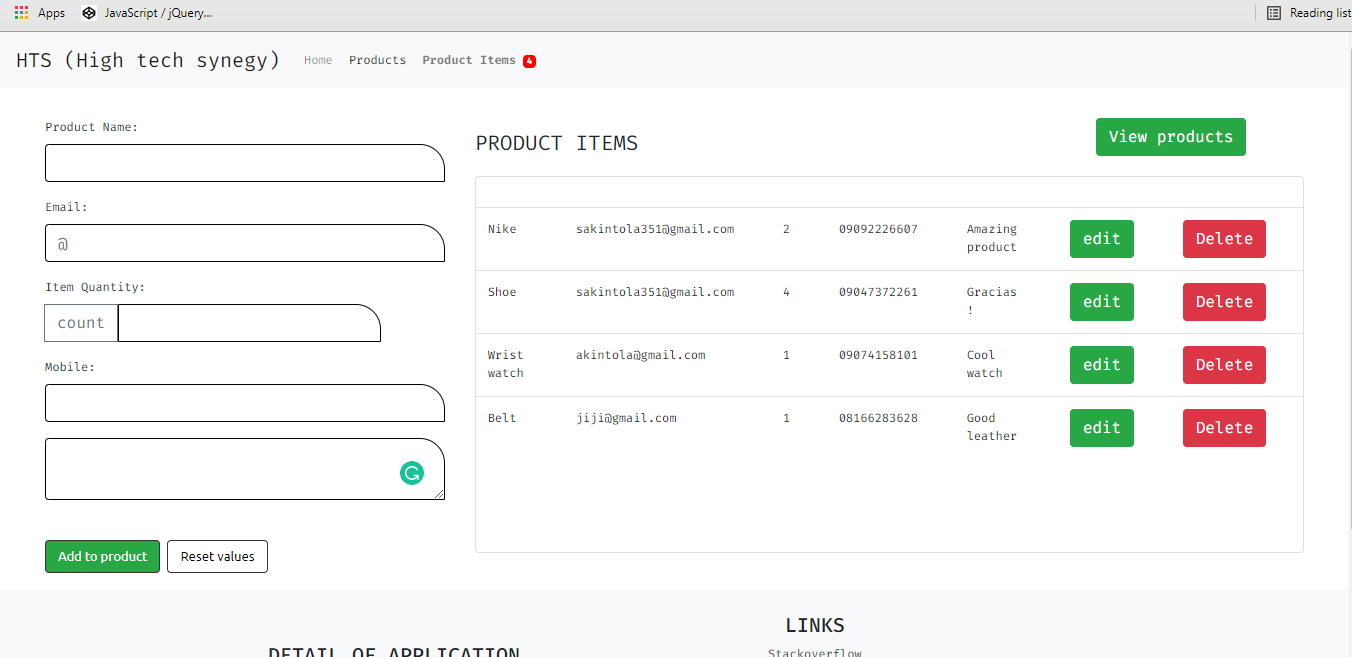 Apps JavaScript / jQuery... Reading list
HTS (High tech synegy) Home Products Product Items 4
Product Name:
Email:
@
Item Quantity:
count
Mobile:
Add to product Reset values
PRODUCT ITEMS View products
Nike sakintola351@gmail.com 2 09092226607 Amazing product edit Delete
Shoe sakintola351@gmail.com 4 09047372261 Gracias ! edit Delete
Wrist watch akintola@gmail.com 1 09074158101 Cool watch edit Delete
Belt jiji@gmail.com 1 08166283628 Good leather edit Delete
DETAIL OF APPLICATION
LINKS
Stackoverflow